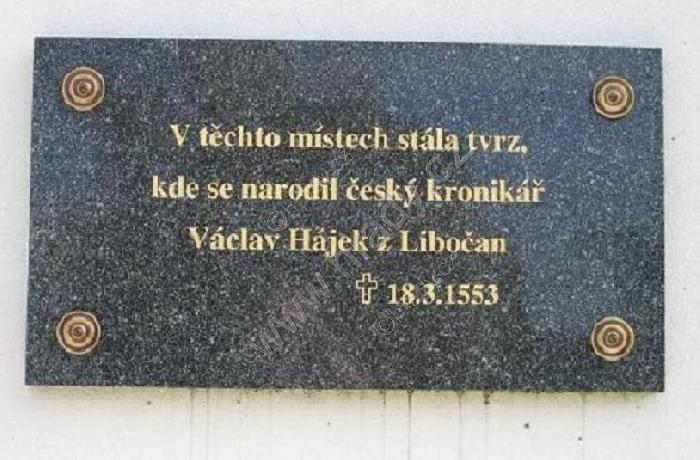 V těchto místech stála tvrz,
kde se narodil český kronikář
Václav Hájek z Libočan
✝ 18.3.1553